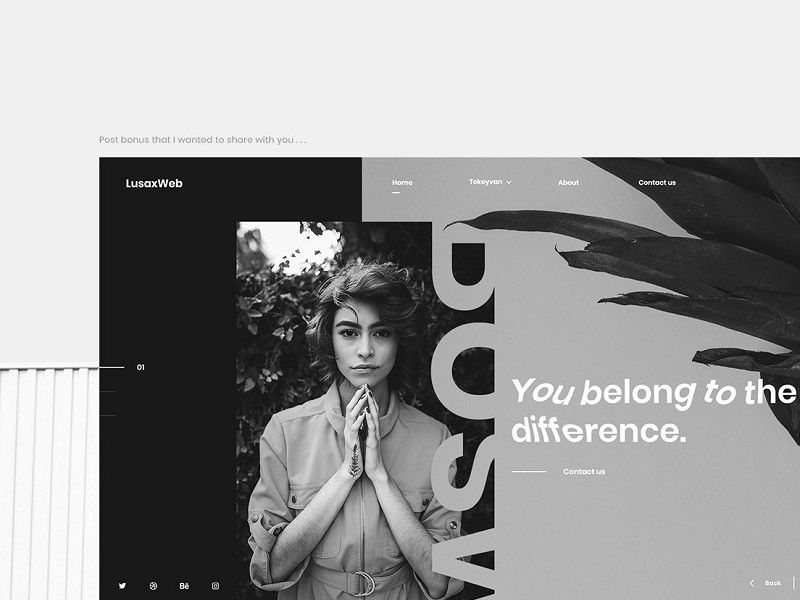 Post bonus that I wanted to share with you . . .
LusaxWeb
Home
Tokeyvan
About
Contact us
01
You belong to the
difference.
Contact us
Bē
Back